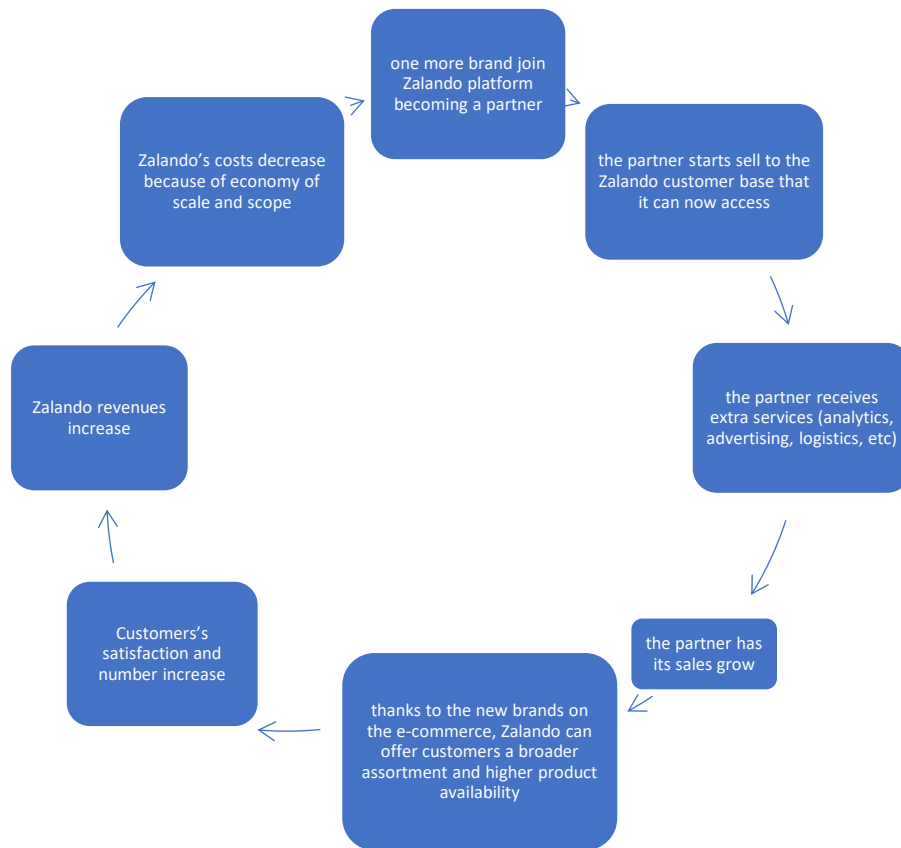 one more brand join
Zalando platform
becoming a partner
the partner starts sell to the
Zalando customer base that
it can now access
the partner receives
extra services (analytics,
advertising, logistics, etc)
the partner has
its sales grow
thanks to the new brands on
the e-commerce, Zalando can
offer customers a broader
assortment and higher product
availability
Customers's
satisfaction and
number increase
Zalando revenues
increase
Zalando’s costs decrease
because of economy of
scale and scope